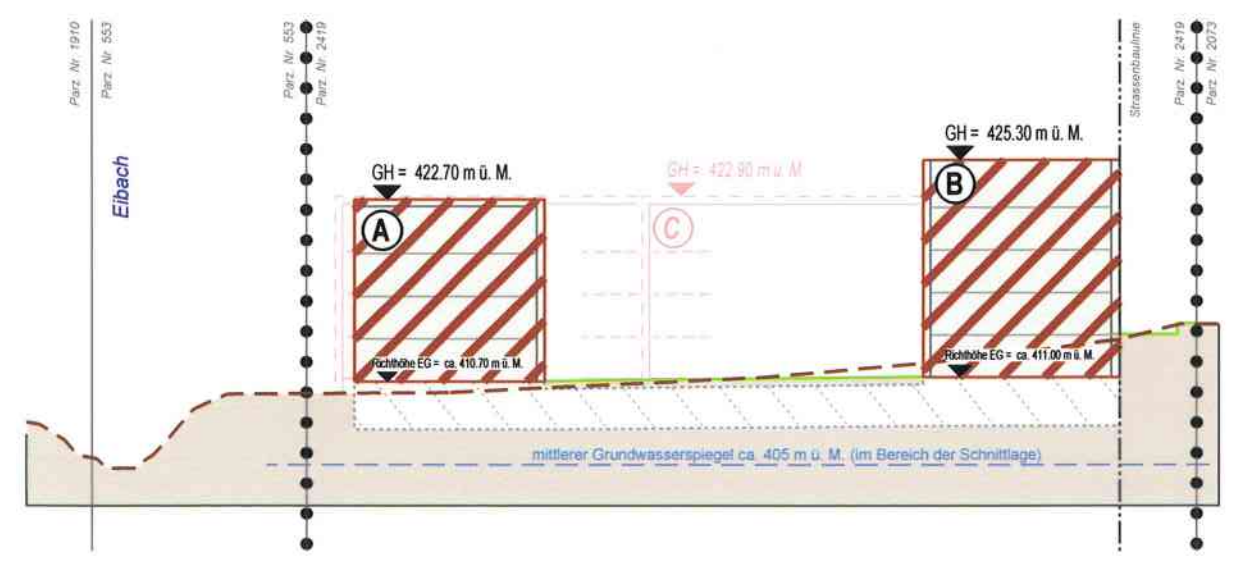 Parz. Nr. 1910
Parz. Nr. 553
Parz. Nr. 553
Parz. Nr. 2419
Strassenbaulinie
Parz. Nr. 2419
Parz. Nr. 2073
Eibach
GH = 425.30 m ü. M.
GH = 422.70 m ü. M.
GH = 422.90 m ü. M.
B
A
C
Richthöhe EG = ca. 411.00 m ü. M.
Richthöhe EG = ca. 410.70 m ü. M.
mittlerer Grundwasserspiegel ca. 405 m ü. M. (im Bereich der Schnittlage)